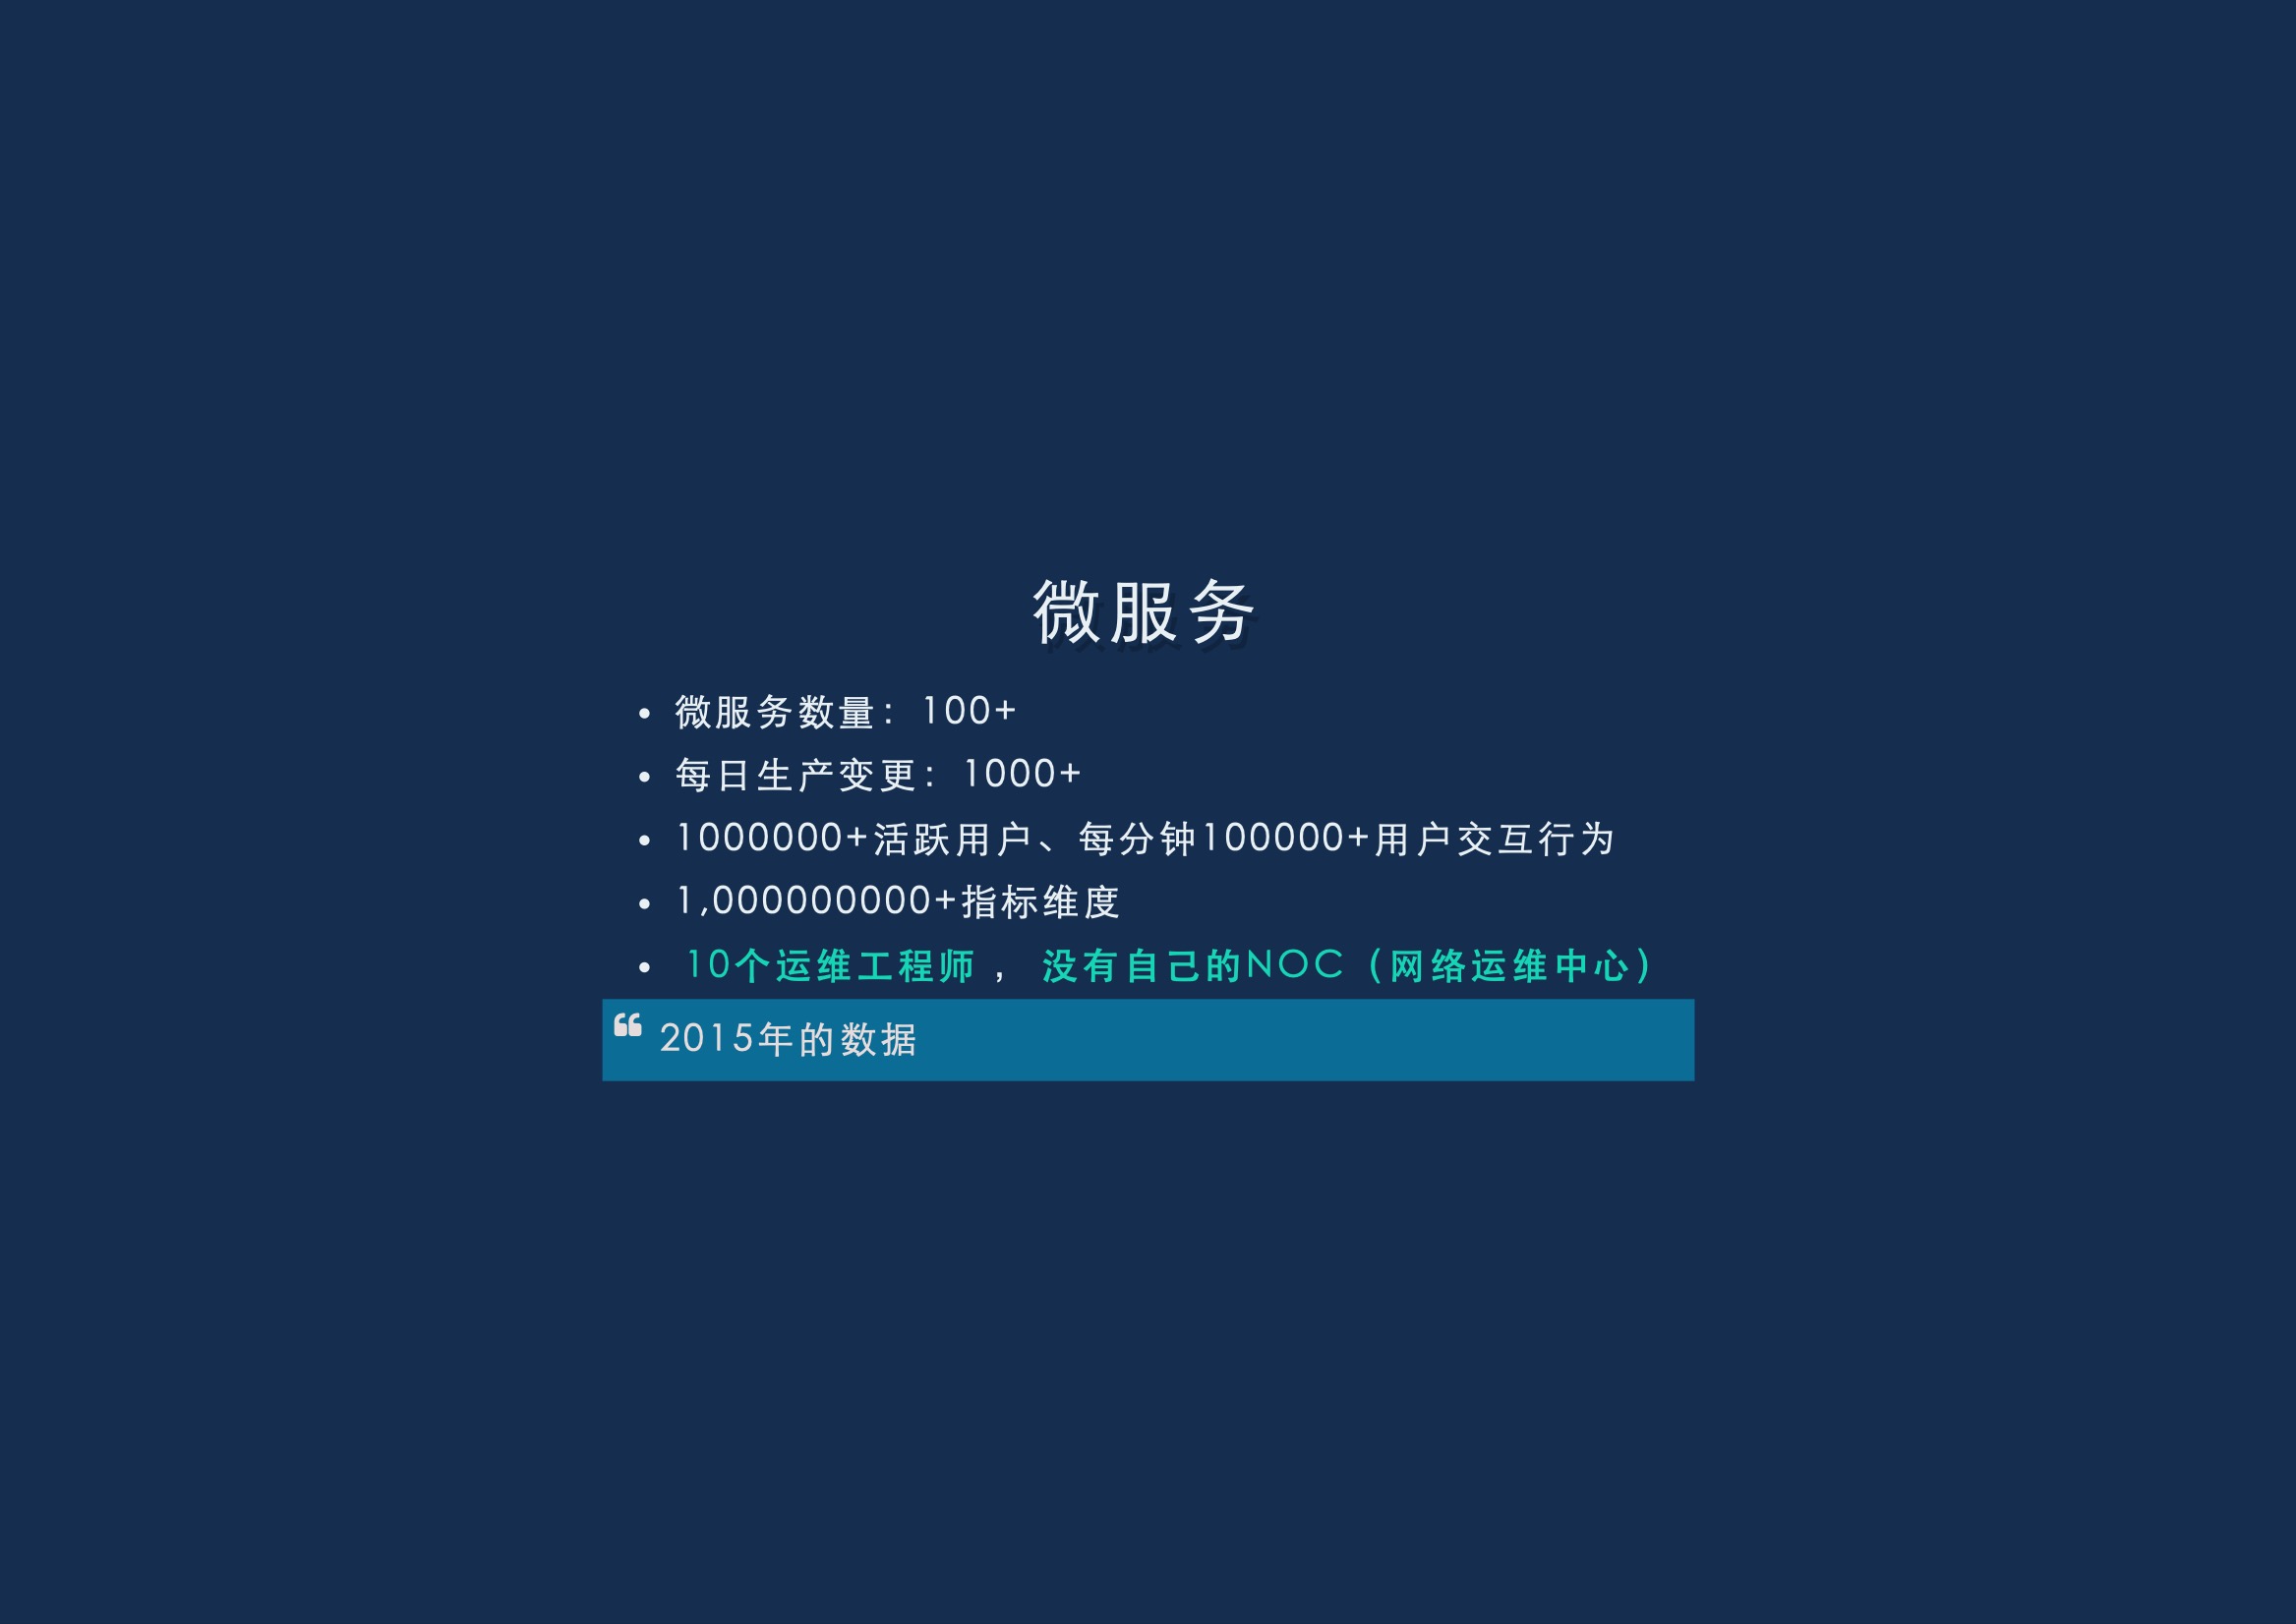 微服务
• 微服务数量：100+
• 每日生产变更：1000+
• 1000000+活跃用户、每分钟100000+用户交互行为
• 1,000000000+指标维度
• 10个运维工程师 ， 没有自己的NOC（网络运维中心）
“ 2015年的数据